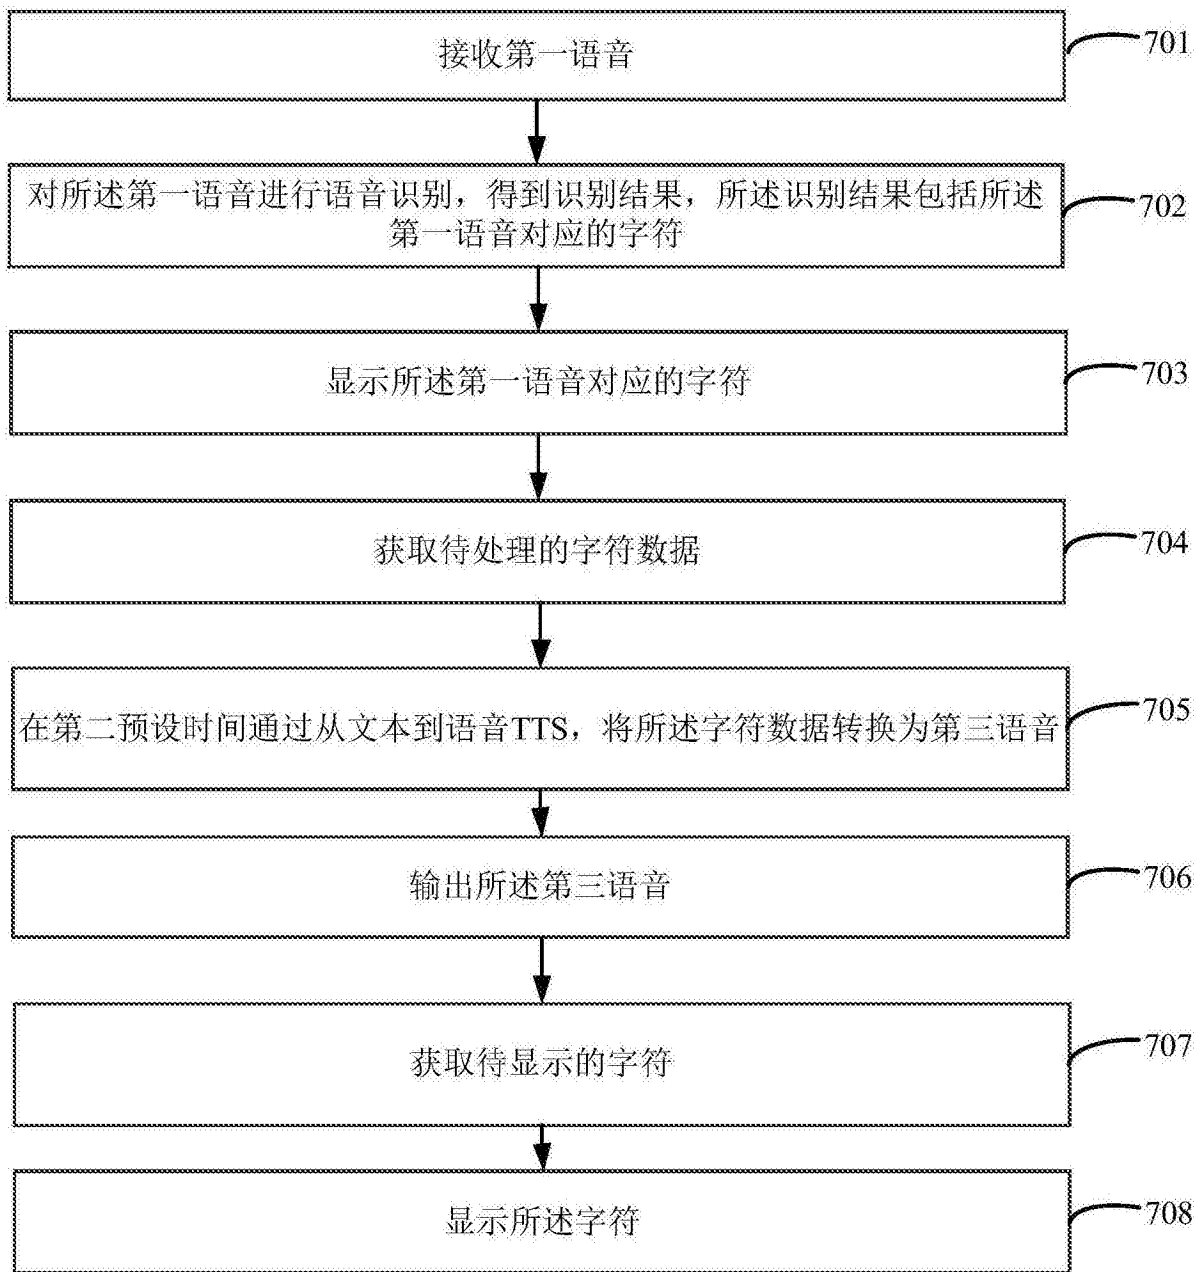 接收第一语音
701
对所述第一语音进行语音识别，得到识别结果，所述识别结果包括所述
第一语音对应的字符
702
显示所述第一语音对应的字符
703
获取待处理的字符数据
704
在第二预设时间通过从文本到语音TTS，将所述字符数据转换为第三语音
705
输出所述第三语音
706
获取待显示的字符
707
显示所述字符
708